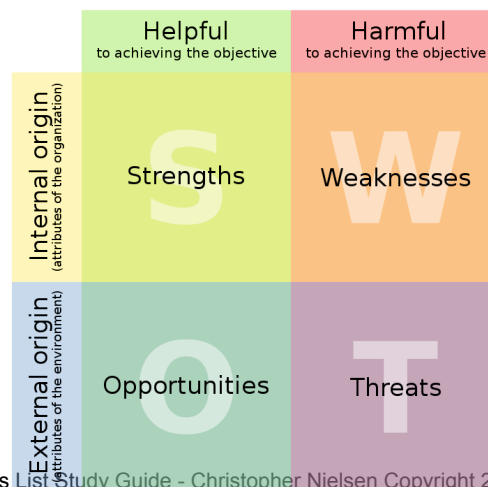 Helpful
to achieving the objective
Harmful
to achieving the objective
Internal origin
(attributes of the organization)
S
Strengths
W
Weaknesses
External origin
(attributes of the environment)
O
Opportunities
T
Threats
s List Study Guide - Christopher Nielsen Copyright 2